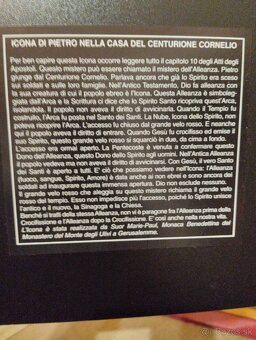 ICONA DI PIETRO NELLA CASA DEL CENTURIONE CORNELIO
Per ben capire questa Icona occorre leggere tutto il capitolo 10 degli Atti degli
Apostoli. Questo mistero può essere chiamato il mistero dell'Alleanza. Pietro
giunge dal Centurione Cornelio. Parlava ancora che già lo Spirito era sceso
sui soldati e sulle loro famiglie. Nell'Antico Testamento, Dio fa alleanza con
la sua creatura di cui il popolo ebreo è l'Icona. Questa Alleanza è simboleg-
giata dall'Arca e la Scrittura ci dice che lo Spirito Santo ricopriva quest'Arca,
isolandola. Il popolo non aveva il diritto di avvicinarla. Quando il Tempio fu
costruito, l'Arca fu posta nel Santo dei Santi. La Nube, Icona dello Spirito, non
poteva ricoprire l'Arca. L'accesso fu chiuso dal grande velo rosso. E neanche
qui il popolo aveva il diritto di entrare. Quando Gesù fu crocifisso ed emise il
suo spirito, questo grande velo rosso si squarciò in due, da cima a fondo.
L'accesso era ormai aperto. La Pentecoste è venuta a confermare questo
Dono dell'Alleanza, questo Dono di Dio agli uomini. Nell'Antica Alleanza il
popolo vedeva ma non aveva il diritto di avvicinarsi. Con Gesù, il vero Santo
dei Santi è aperto a tutti. E' ciò che possiamo vedere nell'Icona: l'Alleanza
(fuoco, sangue, Spirito, Amore) è data anche ai non ebrei e sono ancora dei
soldati ad inaugurare questa immensa apertura. Dio non esclude nessuno.
Il grande velo rosso che aleggia su questo mistero richiama il grande velo
rosso del tempio. Esso non impedisce più l'accesso, poiché lo Spirito unisce
l'antico e il nuovo, la Sinagoga e la Chiesa.
Benché si tratti della stessa Alleanza, non vi è paragone fra l'Alleanza prima della
Crocifissione e l'Alleanza dopo la Crocifissione. E' così anche nella nostra vita.
L'Icona è stata realizzata da Suor Marie-Paul, Monaca Benedettina del
Monastero del Monte degli Ulivi a Gerusalemme.